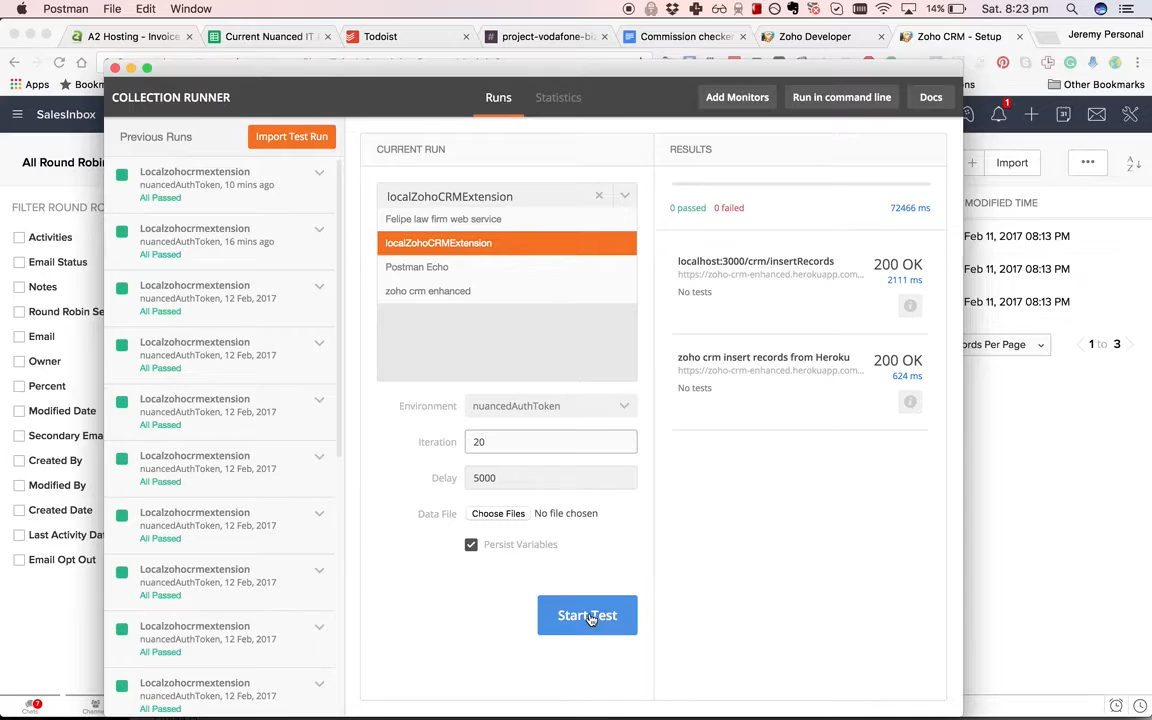 Postman File Edit Window
14% Sat. 8:23 pm
A2 Hosting - Invoice
Current Nuanced IT
Todoist
project-vodafone-biz
Commission checker
Zoho Developer
Zoho CRM - Setup
Jeremy Personal
Apps
Other Bookmarks
COLLECTION RUNNER
Runs
Statistics
Add Monitors
Run in command line
Docs
SalesInbox
1
31
Previous Runs
Import Test Run
CURRENT RUN
RESULTS
All Round Robi
Import
•••
FILTER ROUND RO
MODIFIED TIME
Activities
Email Status
Notes
Round Robin Se
Email
Owner
Percent
Modified Date
Secondary Ema
Created By
Modified By
Created Date
Last Activity Da
Email Opt Out
Localzohocrmextension
nuancedAuthToken, 10 mins ago
All Passed
Localzohocrmextension
nuancedAuthToken, 16 mins ago
All Passed
Localzohocrmextension
nuancedAuthToken, 12 Feb, 2017
All Passed
Localzohocrmextension
nuancedAuthToken, 12 Feb, 2017
All Passed
Localzohocrmextension
nuancedAuthToken, 12 Feb, 2017
All Passed
Localzohocrmextension
nuancedAuthToken, 12 Feb, 2017
All Passed
Localzohocrmextension
nuancedAuthToken, 12 Feb, 2017
All Passed
Localzohocrmextension
nuancedAuthToken, 12 Feb, 2017
All Passed
Localzohocrmextension
nuancedAuthToken, 12 Feb, 2017
All Passed
Localzohocrmextension
nuancedAuthToken, 12 Feb, 2017
All Passed
localZohoCRMExtension
Felipe law firm web service
localZohoCRMExtension
Postman Echo
zoho crm enhanced
Environment nuancedAuthToken
Iteration 20
Delay 5000
Data File Choose Files No file chosen
Persist Variables
Start Test
0 passed 0 failed 72466 ms
localhost:3000/crm/insertRecords 200 OK
https://zoho-crm-enhanced.herokuapp.com... 2111 ms
No tests
zoho crm insert records from Heroku 200 OK
https://zoho-crm-enhanced.herokuapp.com... 624 ms
No tests
Feb 11, 2017 08:13 PM
Feb 11, 2017 08:13 PM
Feb 11, 2017 08:13 PM
rds Per Page
1 to 3
7
Chats